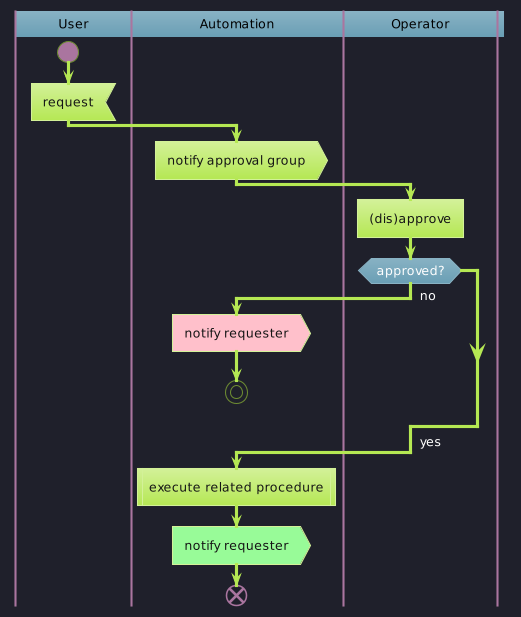 User
Automation
Operator
request
notify approval group
(dis)approve
approved?
no
notify requester
yes
execute related procedure
notify requester